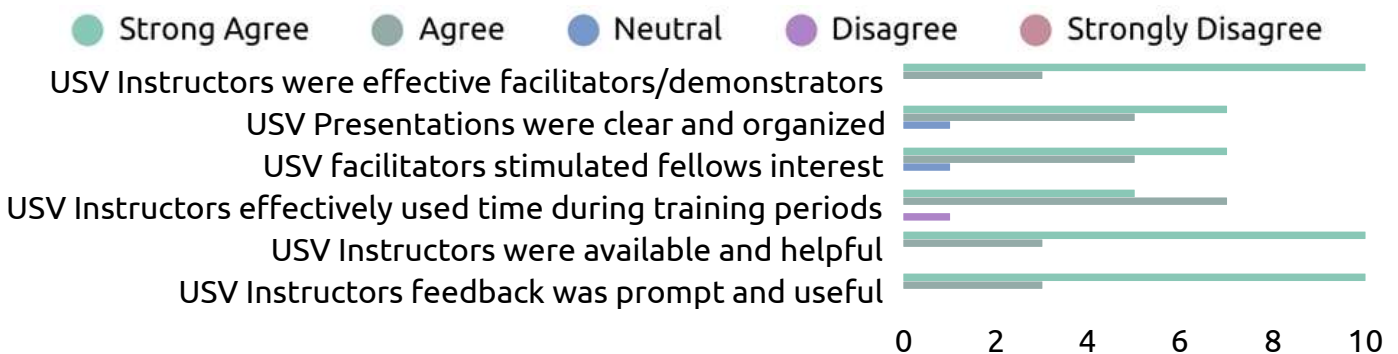 Strong Agree Agree Neutral Disagree Strongly Disagree
USV Instructors were effective facilitators/demonstrators
USV Presentations were clear and organized
USV facilitators stimulated fellows interest
USV Instructors effectively used time during training periods
USV Instructors were available and helpful
USV Instructors feedback was prompt and useful
0 2 4 6 8 10